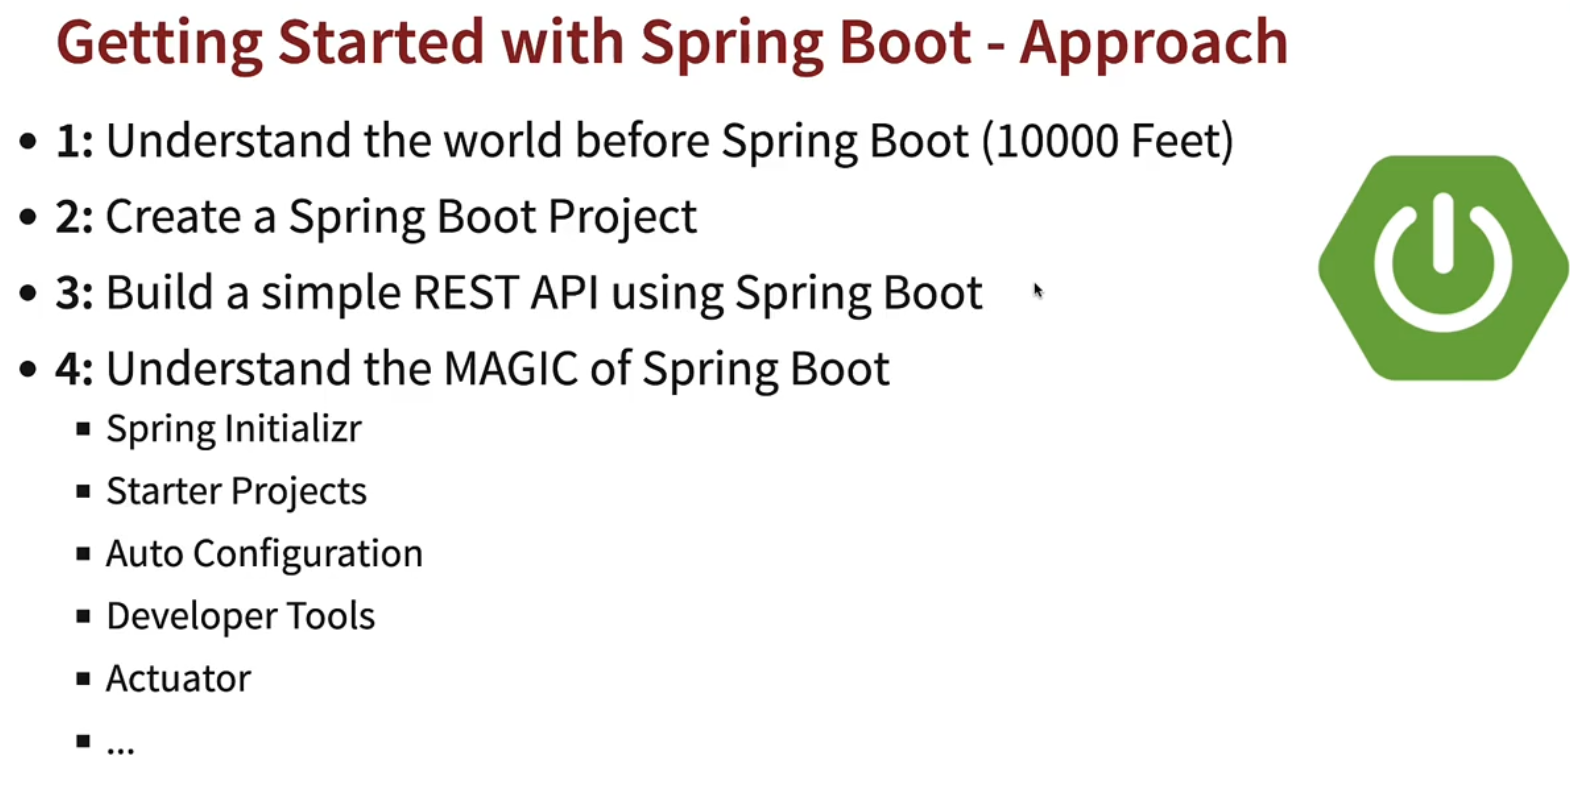 Getting Started with Spring Boot - Approach
• 1: Understand the world before Spring Boot (10000 Feet)
• 2: Create a Spring Boot Project
• 3: Build a simple REST API using Spring Boot
• 4: Understand the MAGIC of Spring Boot
▪ Spring Initializr
▪ Starter Projects
▪ Auto Configuration
▪ Developer Tools
▪ Actuator
▪ ...